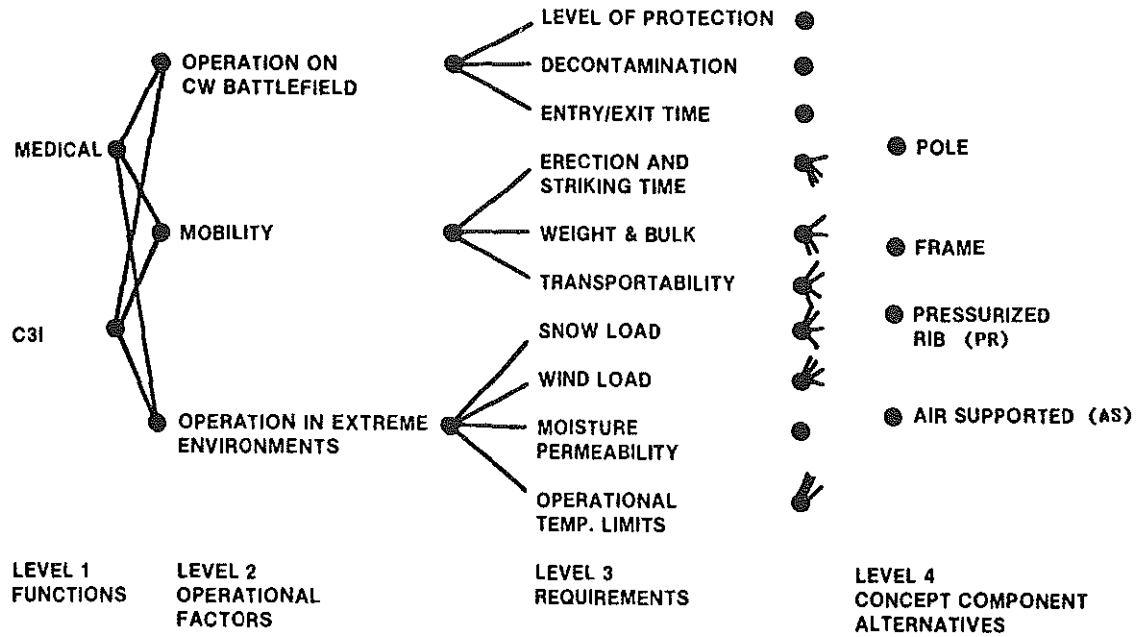 MEDICAL
C3I
OPERATION ON
CW BATTLEFIELD
MOBILITY
OPERATION IN EXTREME
ENVIRONMENTS
LEVEL OF PROTECTION
DECONTAMINATION
ENTRY/EXIT TIME
ERECTION AND
STRIKING TIME
WEIGHT & BULK
TRANSPORTABILITY
SNOW LOAD
WIND LOAD
MOISTURE
PERMEABILITY
OPERATIONAL
TEMP. LIMITS
POLE
FRAME
PRESSURIZED
RIB (PR)
AIR SUPPORTED (AS)
LEVEL 1
FUNCTIONS
LEVEL 2
OPERATIONAL
FACTORS
LEVEL 3
REQUIREMENTS
LEVEL 4
CONCEPT COMPONENT
ALTERNATIVES